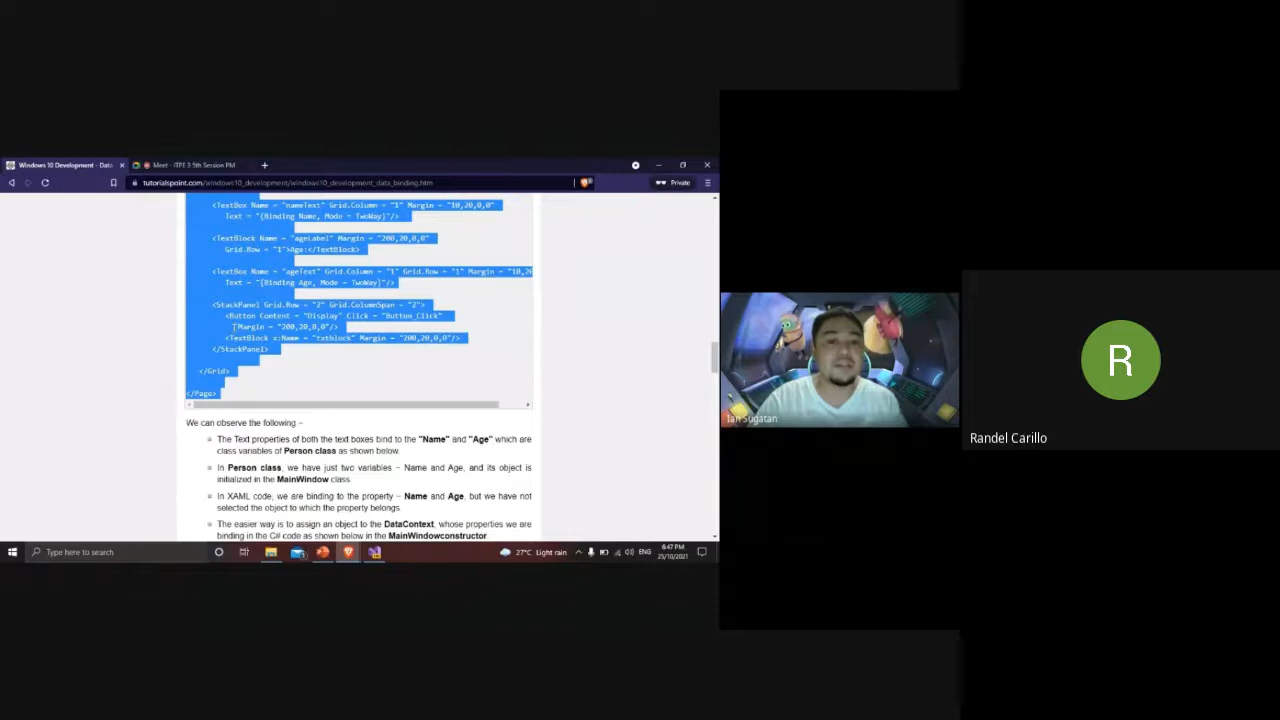 Windows 10 Development - Data
Meet - ITPE 3 5th Session PM
tutorialspoint.com/windows10_development/windows10_development_data_binding.htm
Private
<TextBox Name = "nameText" Grid.Column = "1" Margin = "10,20,0,0"
Text = "{Binding Name, Mode = TwoWay}"/>
<TextBlock Name = "ageLabel" Margin = "200,20,0,0"
Grid.Row = "1">Age:</TextBlock>
<TextBox Name = "ageText" Grid.Column = "1" Grid.Row = "1" Margin = "10,20
Text = "{Binding Age, Mode = TwoWay}"/>
<StackPanel Grid.Row = "2" Grid.ColumnSpan = "2">
<Button Content = "Display" Click = "Button_Click"
Margin = "200,20,0,0"/>
<TextBlock x:Name = "txtblock" Margin = "200,20,0,0"/>
</StackPanel>
</Grid>
</Page>
We can observe the following −
The Text properties of both the text boxes bind to the "Name" and "Age" which are
class variables of Person class as shown below.
In Person class, we have just two variables − Name and Age, and its object is
initialized in the MainWindow class.
In XAML code, we are binding to the property − Name and Age, but we have not
selected the object to which the property belongs.
The easier way is to assign an object to the DataContext, whose properties we are
binding in the C# code as shown below in the MainWindowconstructor
Type here to search
27°C Light rain
ENG
6:47 PM
25/10/2021
Ian Sugatan
R
Randel Carillo